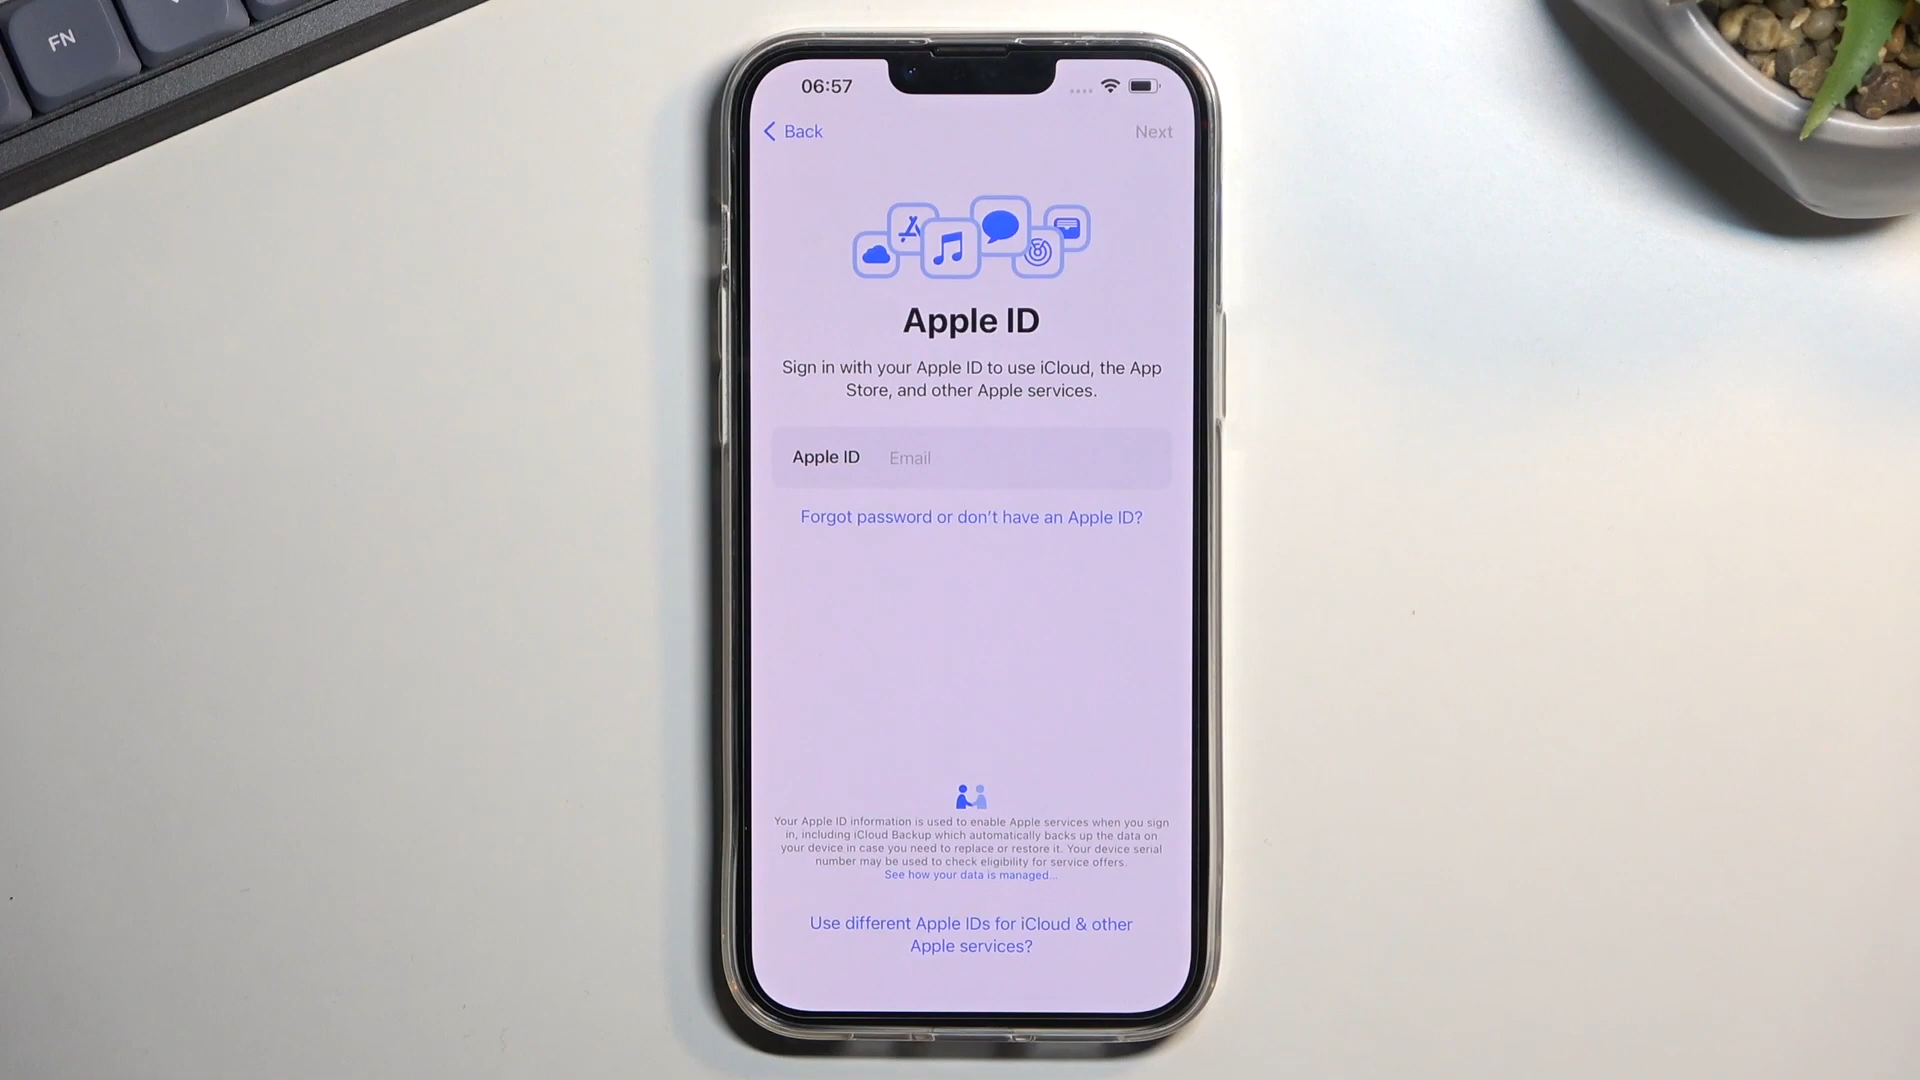 FN
06:57
Back
Next
Apple ID
Sign in with your Apple ID to use iCloud, the App
Store, and other Apple services.
Apple ID Email
Forgot password or don't have an Apple ID?
Your Apple ID information is used to enable Apple services when you sign
in, including iCloud Backup which automatically backs up the data on
your device in case you need to replace or restore it. Your device serial
number may be used to check eligibility for service offers.
See how your data is managed...
Use different Apple IDs for iCloud & other
Apple services?